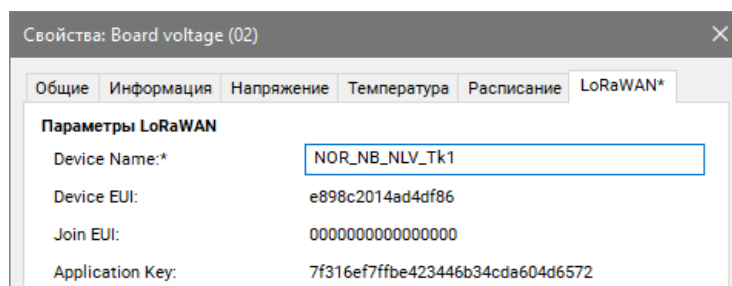 Свойства: Board voltage (02)
Общие Информация Напряжение Температура Расписание LoRaWAN*
Параметры LoRaWAN
Device Name:* NOR_NB_NLV_Tk1
Device EUI: e898c2014ad4df86
Join EUI: 0000000000000000
Application Key: 7f316ef7ffbe423446b34cda604d6572